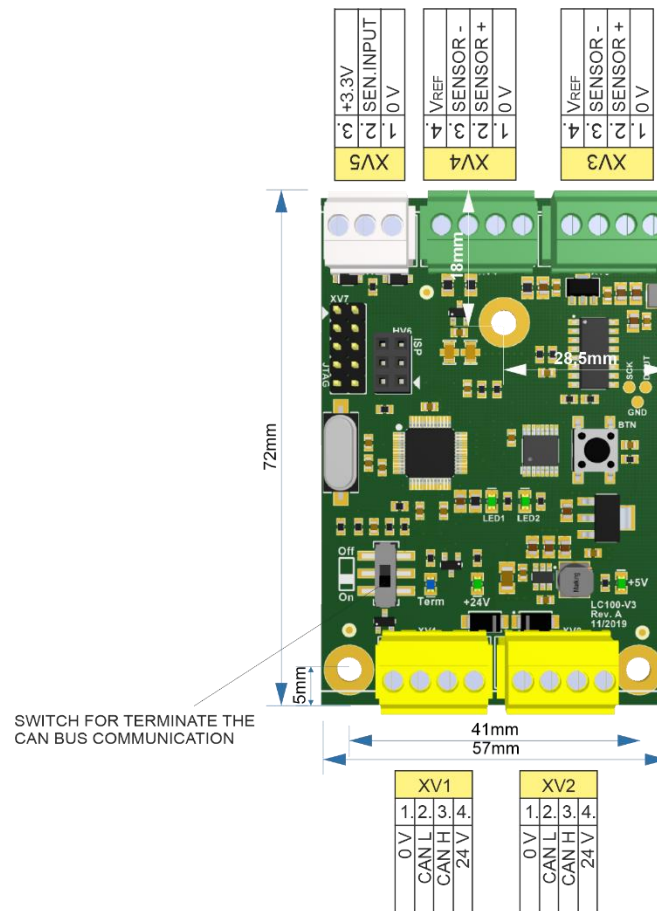 3. +3.3V
2. SEN.INPUT
1. 0 V
XV5
4. VREF
3. SENSOR -
2. SENSOR +
1. 0 V
XV4
4. VREF
3. SENSOR -
2. SENSOR +
1. 0 V
XV3
18mm
XV7
JTAG
HV6
ISP
28.5mm
SCK
GND
BTN
72mm
LED1
LED2
Off
On
Term
+24V
+5V
LC100-V3
Rev. A
11/2019
5mm
SWITCH FOR TERMINATE THE
CAN BUS COMMUNICATION
41mm
57mm
XV1
1. 0 V
2. CAN L
3. CAN H
4. 24 V
XV2
1. 0 V
2. CAN L
3. CAN H
4. 24 V